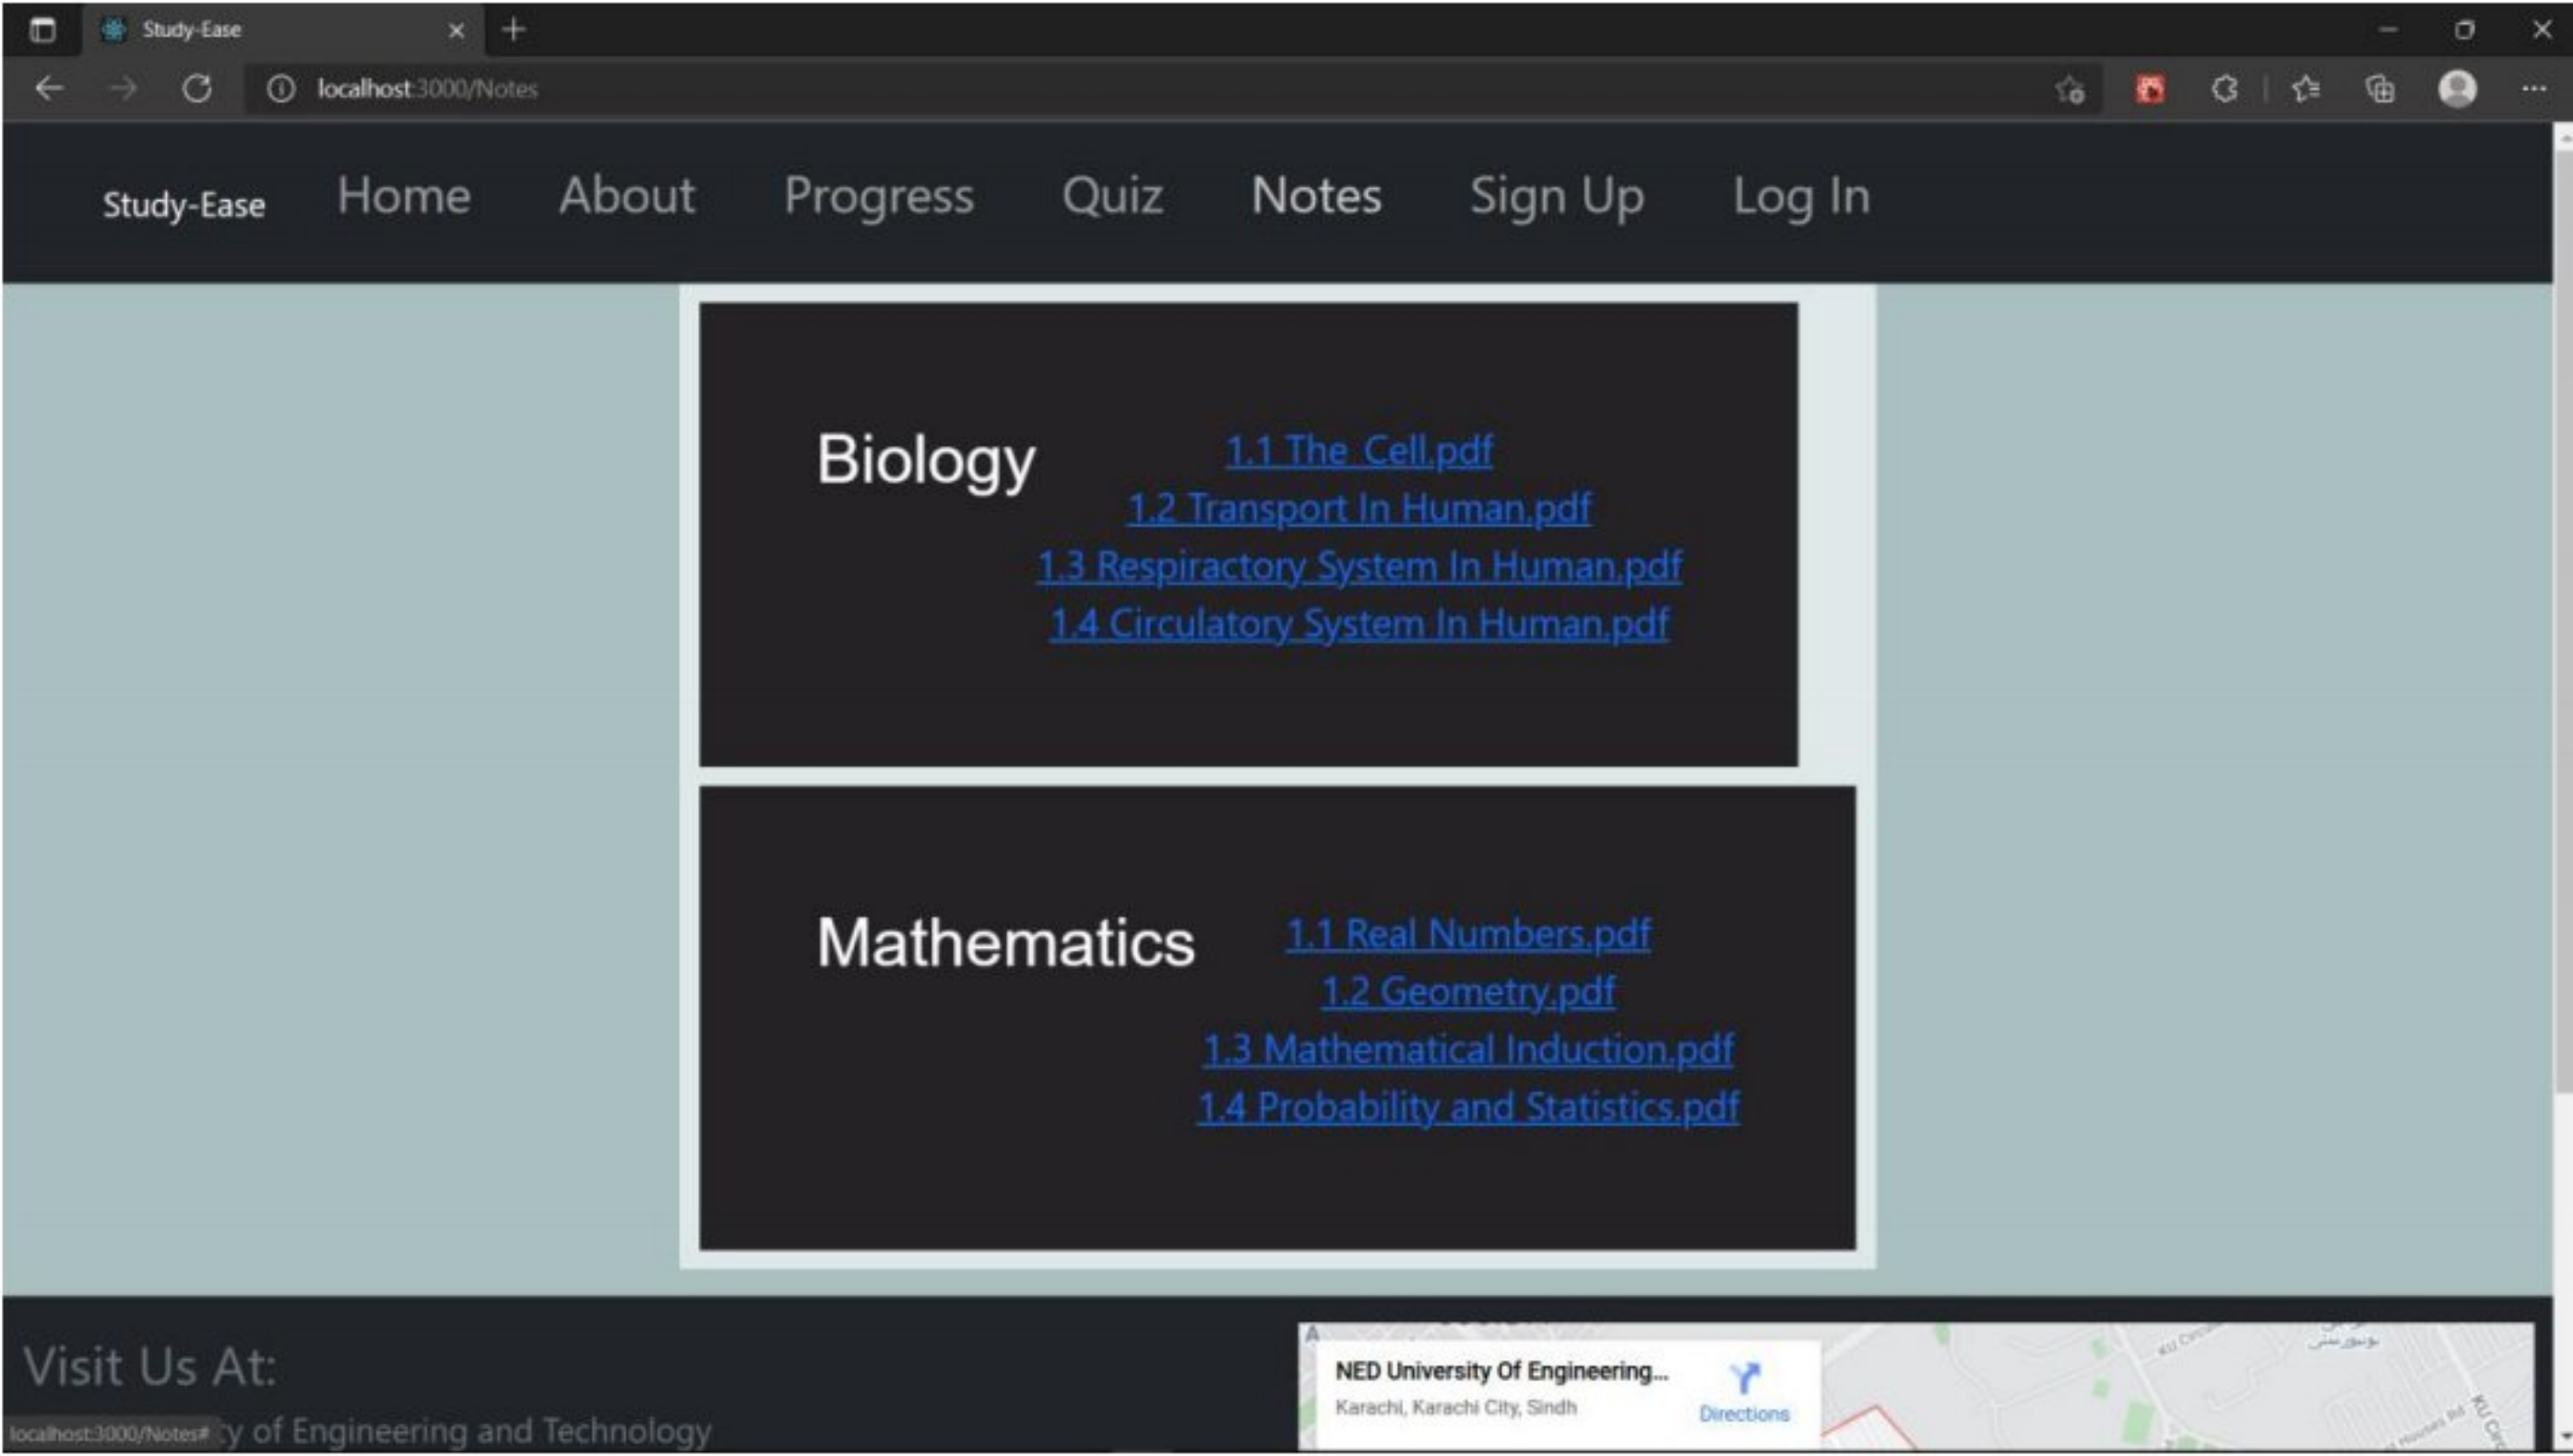 Study-Ease
localhost:3000/Notes
Study-Ease Home About Progress Quiz Notes Sign Up Log In
Biology
1.1 The Cell.pdf
1.2 Transport In Human.pdf
1.3 Respiractory System In Human.pdf
1.4 Circulatory System In Human.pdf
Mathematics
1.1 Real Numbers.pdf
1.2 Geometry.pdf
1.3 Mathematical Induction.pdf
1.4 Probability and Statistics.pdf
Visit Us At:
y of Engineering and Technology
localhost:3000/Notes#
NED University Of Engineering...
Karachi, Karachi City, Sindh
Directions